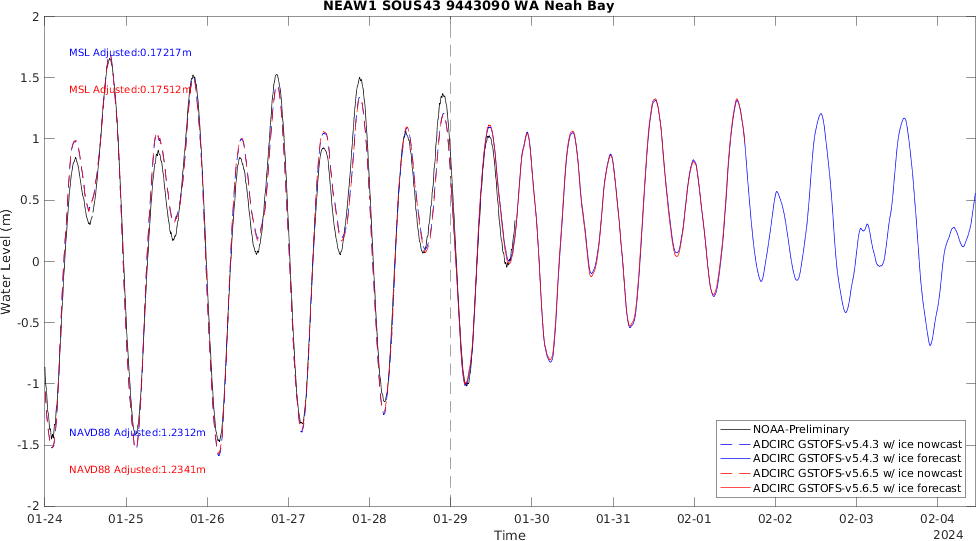 NEAW1 SOUS43 9443090 WA Neah Bay
MSL Adjusted:0.17217m
MSL Adjusted:0.17512m
NAVD88 Adjusted:1.2312m
NAVD88 Adjusted:1.2341m
Water Level (m)
2
1.5
1
0.5
0
-0.5
-1
-1.5
-2
NOAA-Preliminary
ADCIRC GSTOFS-v5.4.3 w/ ice nowcast
ADCIRC GSTOFS-v5.4.3 w/ ice forecast
ADCIRC GSTOFS-v5.6.5 w/ ice nowcast
ADCIRC GSTOFS-v5.6.5 w/ ice forecast
01-24 01-25 01-26 01-27 01-28 01-29 01-30 01-31 02-01 02-02 02-03 02-04
2024
Time